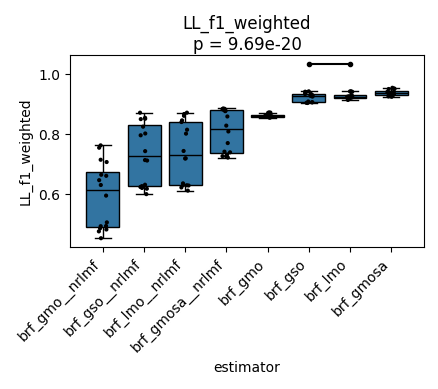 LL_f1_weighted
p = 9.69e-20
LL_f1_weighted
1.0
0.8
0.6
brf_gmo__nrlmf
brf_gso__nrlmf
brf_lmo__nrlmf
brf_gmosa__nrlmf
brf_gmo
brf_gso
brf_lmo
brf_gmosa
estimator